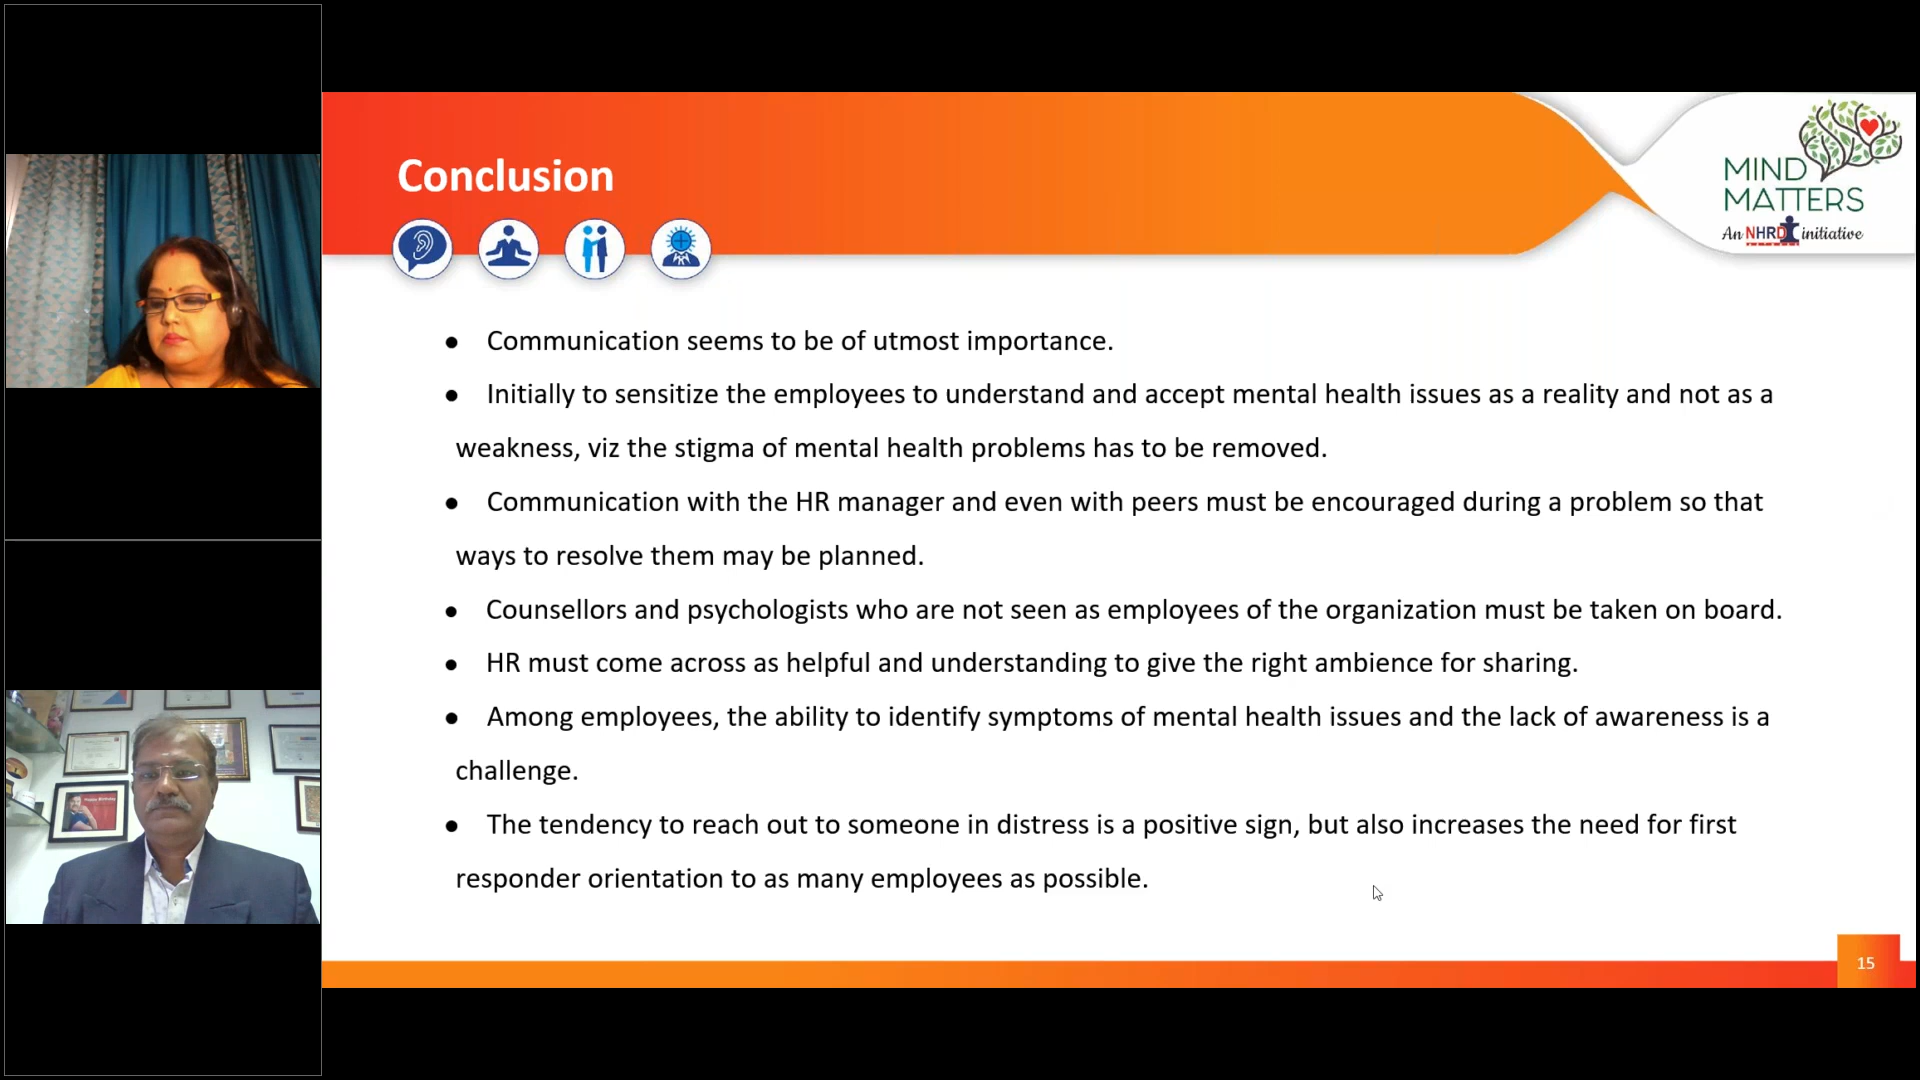 Conclusion
MIND
MATTERS
An NHRD initiative
● Communication seems to be of utmost importance.
● Initially to sensitize the employees to understand and accept mental health issues as a reality and not as a
weakness, viz the stigma of mental health problems has to be removed.
● Communication with the HR manager and even with peers must be encouraged during a problem so that
ways to resolve them may be planned.
● Counsellors and psychologists who are not seen as employees of the organization must be taken on board.
● HR must come across as helpful and understanding to give the right ambience for sharing.
● Among employees, the ability to identify symptoms of mental health issues and the lack of awareness is a
challenge.
● The tendency to reach out to someone in distress is a positive sign, but also increases the need for first
responder orientation to as many employees as possible.
15